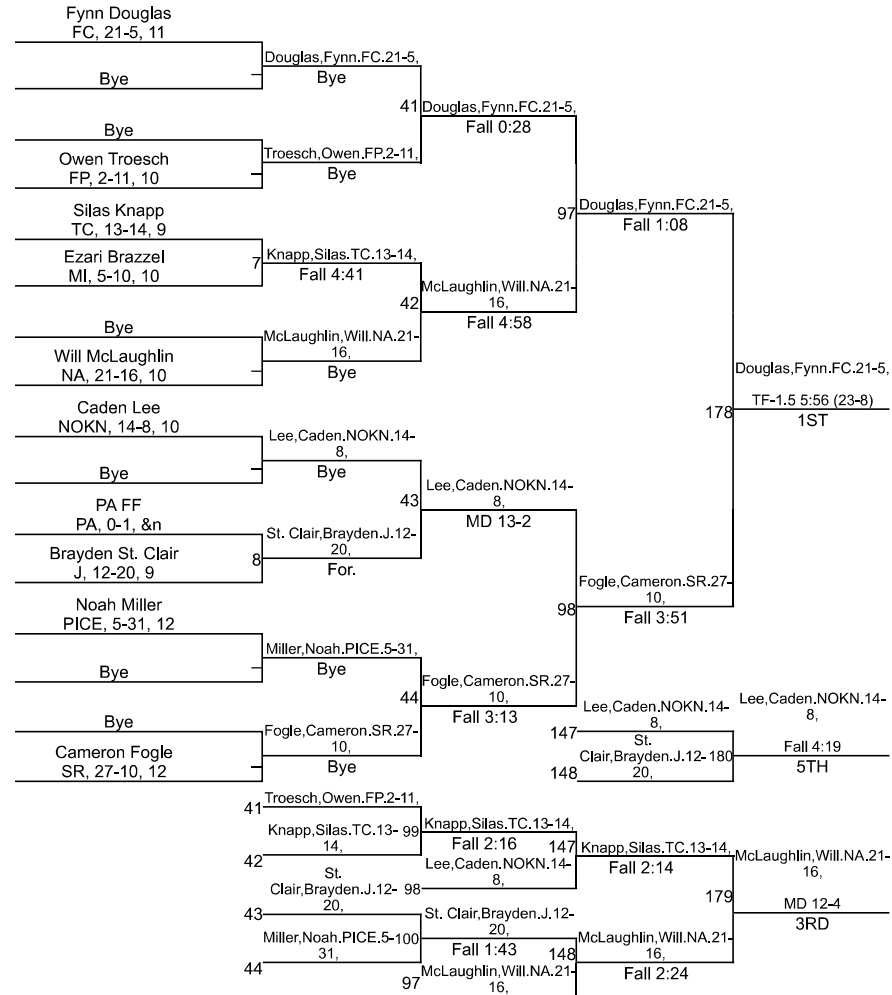 Fynn Douglas
FC, 21-5, 11
Bye
Douglas,Fynn.FC.21-5,
Bye
41
Bye
Owen Troesch
FP, 2-11, 10
Troesch,Owen.FP.2-11,
Bye
Douglas,Fynn.FC.21-5,
Fall 0:28
Silas Knapp
TC, 13-14, 9
Ezari Brazzel
MI, 5-10, 10
7
Knapp,Silas.TC.13-14,
Fall 4:41
42
Bye
Will McLaughlin
NA, 21-16, 10
McLaughlin,Will.NA.21-
16,
Bye
McLaughlin,Will.NA.21-
16,
Fall 4:58
97
Douglas,Fynn.FC.21-5,
Fall 1:08
Caden Lee
NOKN, 14-8, 10
Bye
Lee,Caden.NOKN.14-
8,
Bye
43
PA FF
PA, 0-1, &n
Brayden St. Clair
J, 12-20, 9
8
St. Clair,Brayden.J.12-
20,
For.
Lee,Caden.NOKN.14-
8,
MD 13-2
Noah Miller
PICE, 5-31, 12
Bye
Miller,Noah.PICE.5-31,
Bye
44
Bye
Cameron Fogle
SR, 27-10, 12
Fogle,Cameron.SR.27-
10,
Bye
Fogle,Cameron.SR.27-
10,
Fall 3:13
98
Fogle,Cameron.SR.27-
10,
Fall 3:51
178
Douglas,Fynn.FC.21-5,
TF-1.5 5:56 (23-8)
1ST
147
Lee,Caden.NOKN.14-
8,
148
St.
Clair,Brayden.J.12-
20,
180
Lee,Caden.NOKN.14-
8,
Fall 4:19
5TH
41
Troesch,Owen.FP.2-11,
42
Knapp,Silas.TC.13-
14,
99
Knapp,Silas.TC.13-14,
Fall 2:16
98
Lee,Caden.NOKN.14-
8,
147
Knapp,Silas.TC.13-14,
Fall 2:14
43
St.
Clair,Brayden.J.12-
20,
44
Miller,Noah.PICE.5-
31,
100
St. Clair,Brayden.J.12-
20,
Fall 1:43
97
McLaughlin,Will.NA.21-
16,
148
McLaughlin,Will.NA.21-
16,
Fall 2:24
179
McLaughlin,Will.NA.21-
16,
MD 12-4
3RD